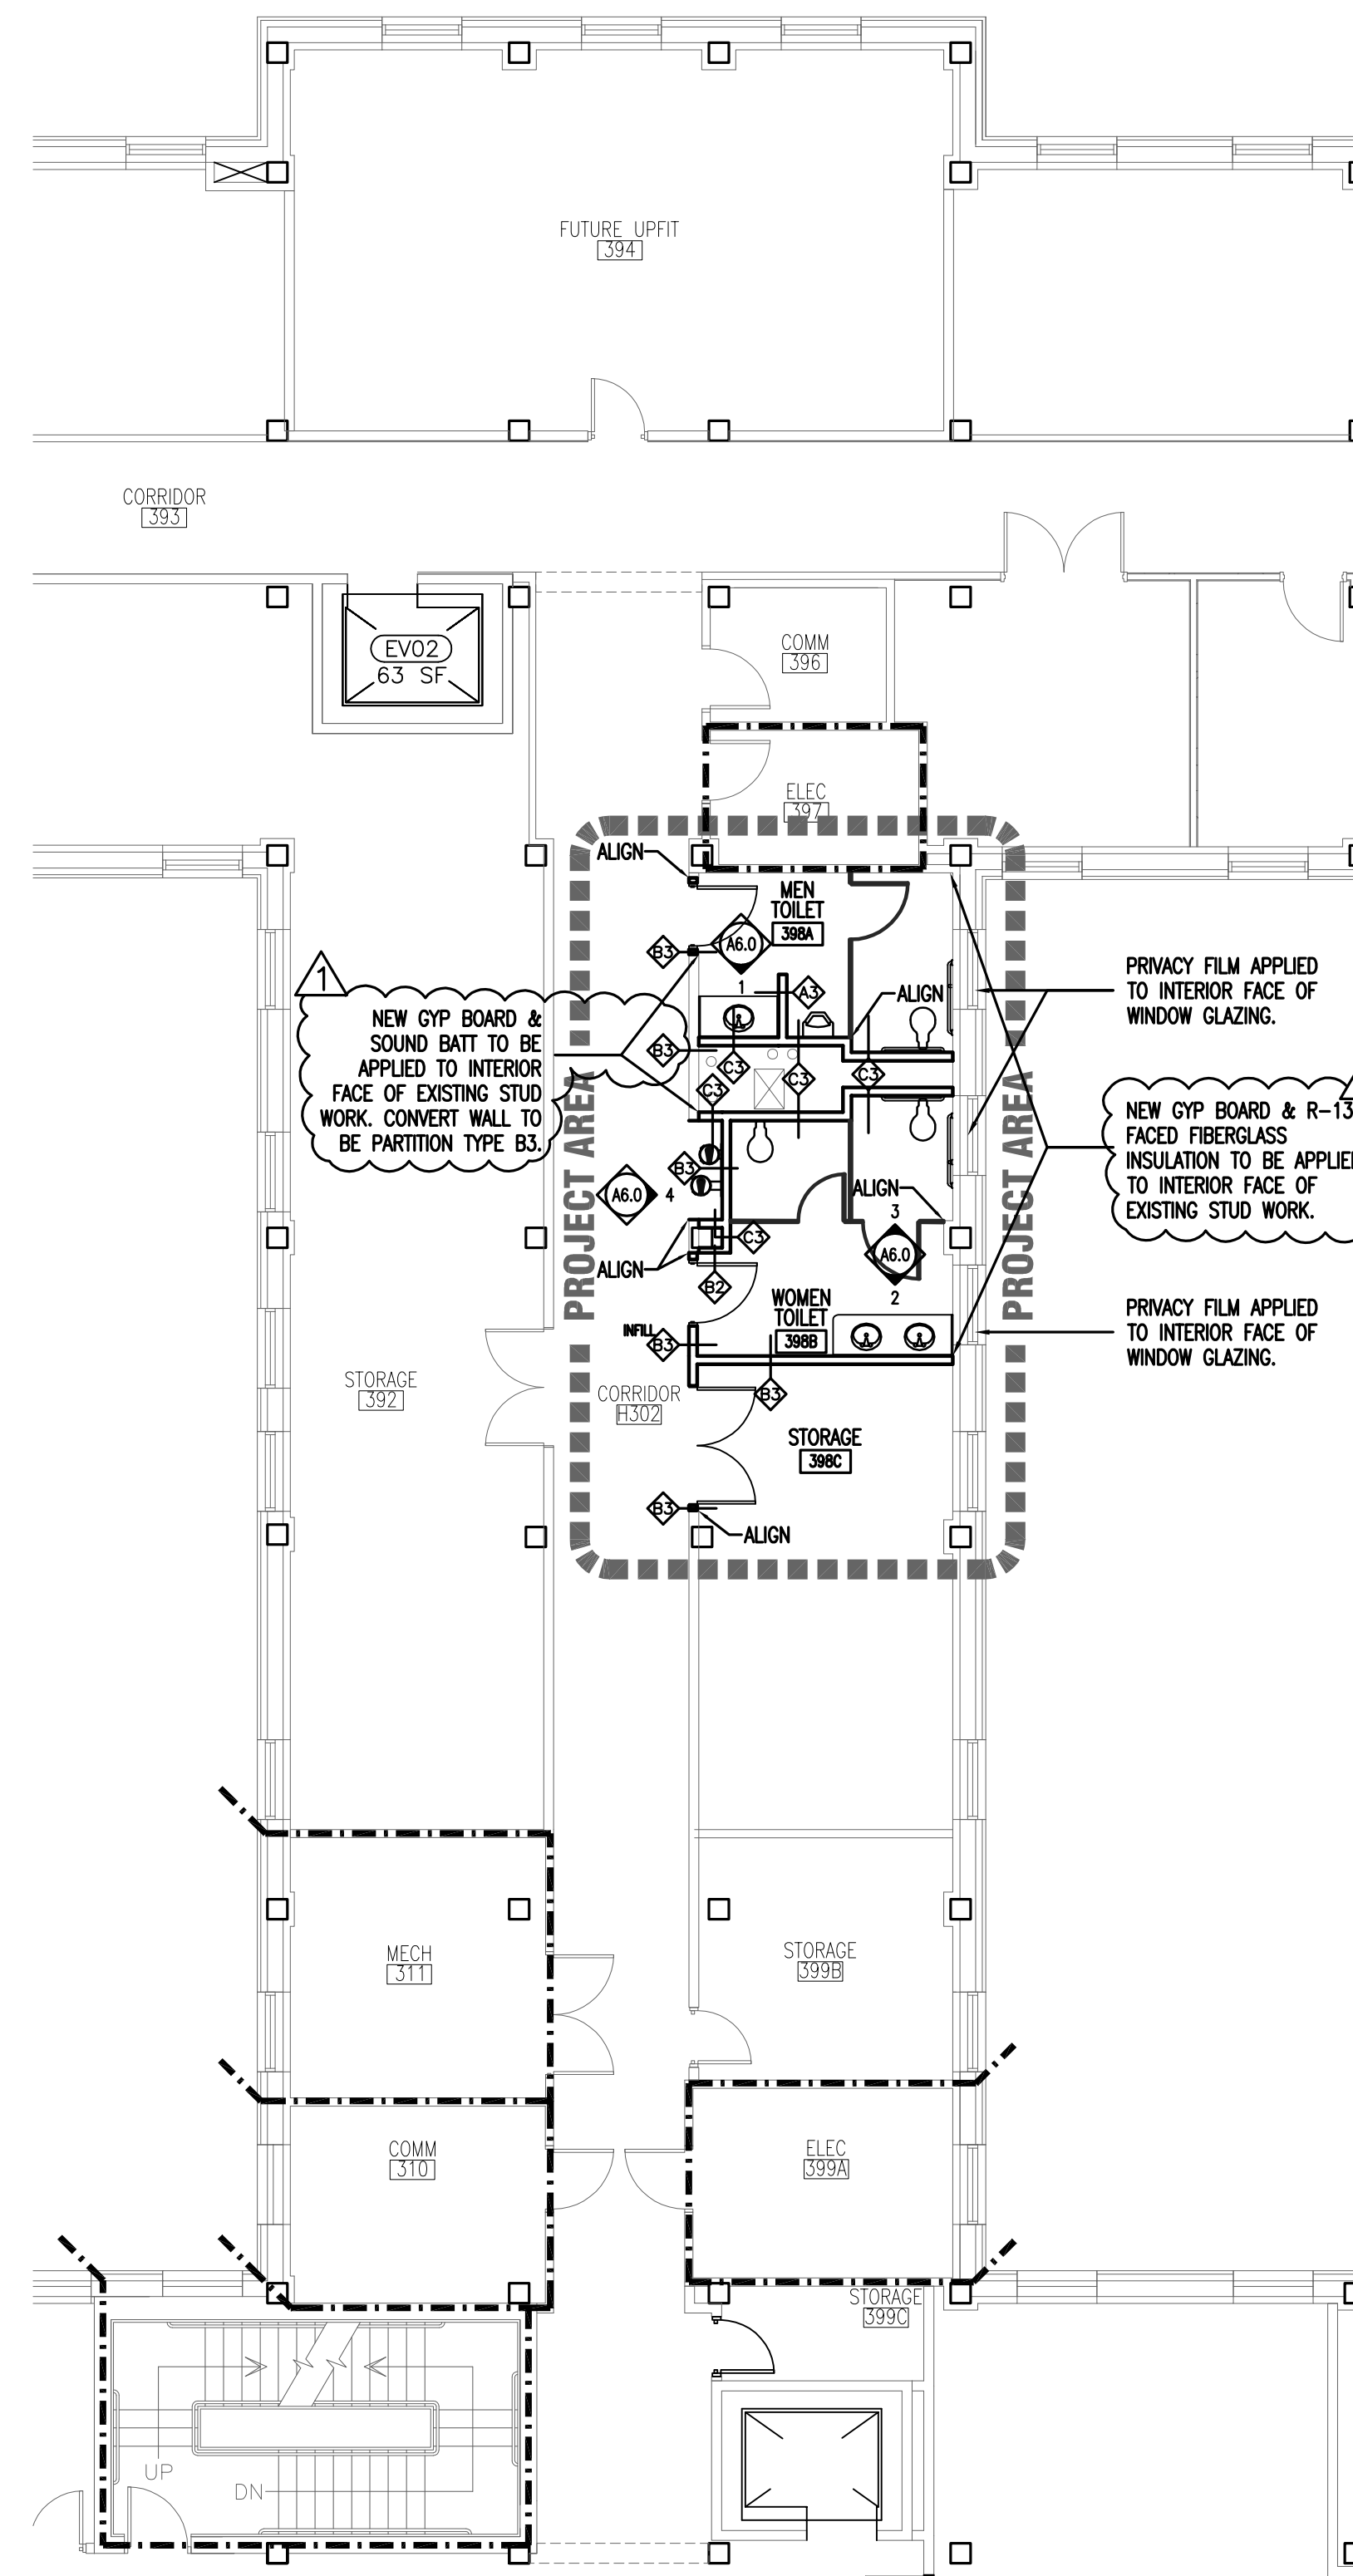 FUTURE UPFIT
394
CORRIDOR
393
EV02
63 SF
COMM
396
ELEC
397
ALIGN
MEN
TOILET
398A
A6.0
1
B3
A3
ALIGN
PRIVACY FILM APPLIED
TO INTERIOR FACE OF
WINDOW GLAZING.
1
NEW GYP BOARD &
SOUND BATT TO BE
APPLIED TO INTERIOR
FACE OF EXISTING STUD
WORK. CONVERT WALL TO
BE PARTITION TYPE B3.
B3
C3
C3
C3
C3
B3
PROJECT AREA
PROJECT AREA
NEW GYP BOARD & R-13
FACED FIBERGLASS
INSULATION TO BE APPLIED
TO INTERIOR FACE OF
EXISTING STUD WORK.
A6.0
4
ALIGN
3
A6.0
2
C3
ALIGN
B2
WOMEN
TOILET
398B
INFILL
B3
PRIVACY FILM APPLIED
TO INTERIOR FACE OF
WINDOW GLAZING.
STORAGE
392
CORRIDOR
H302
B3
STORAGE
398C
B3
ALIGN
MECH
311
STORAGE
399B
COMM
310
ELEC
399A
STORAGE
399C
UP
DN